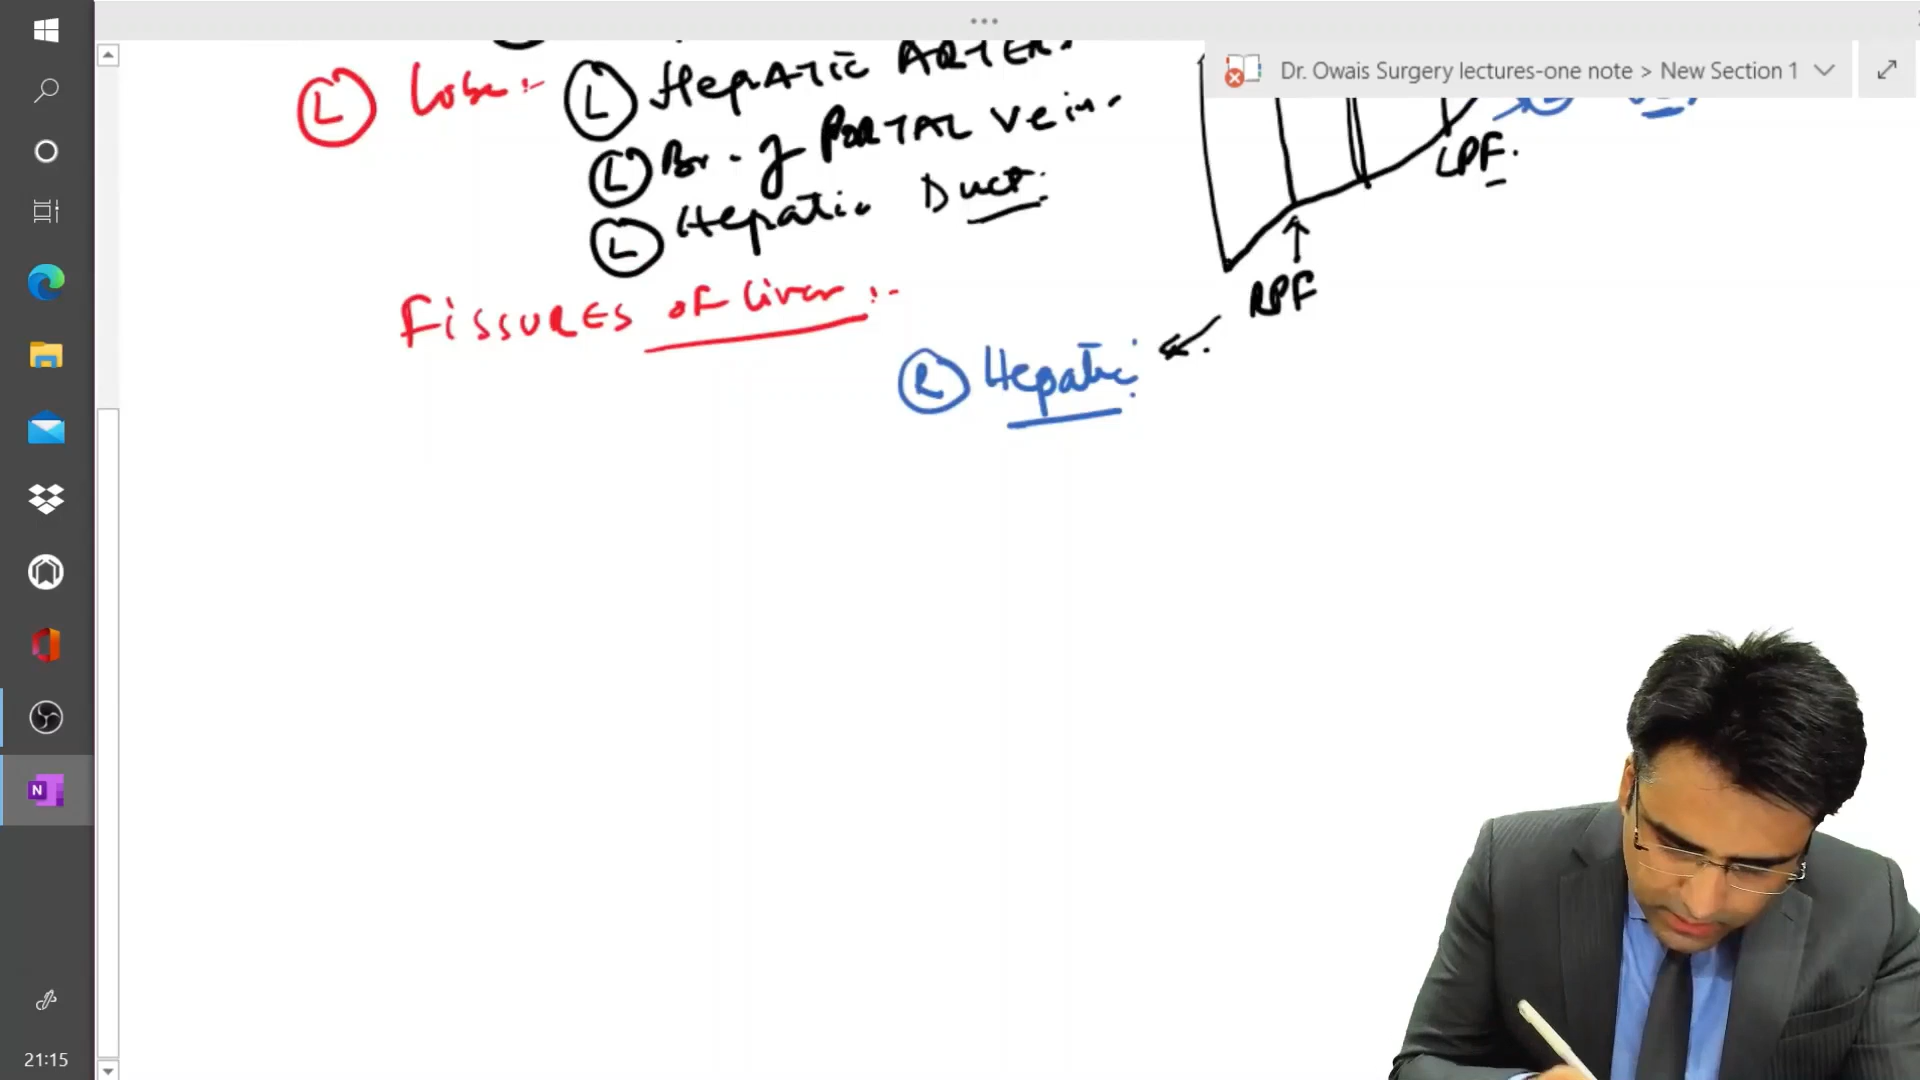 Dr. Owais Surgery lectures-one note > New Section 1
(L) Lobe :-
(L) HepATIC ARTER
(L) Br. of PORTAL Vein.
(L) Hepatic Duct.
LPF.
RPF
FISSURES OF Liver :-
(R) Hepatic
N
21:15